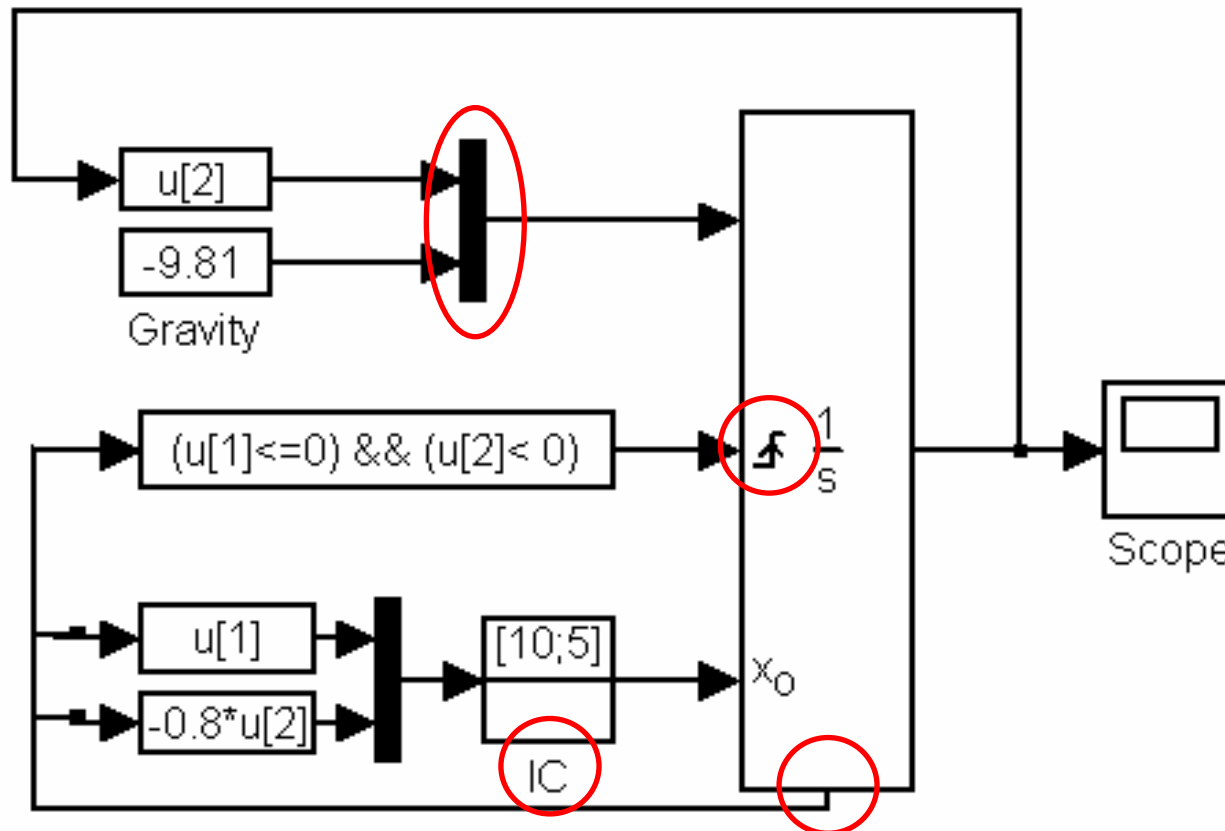 u[2]
-9.81
Gravity
(u[1]<=0) && (u[2]< 0)
1
s
Scope
u[1]
-0.8*u[2]
[10;5]
IC
x0